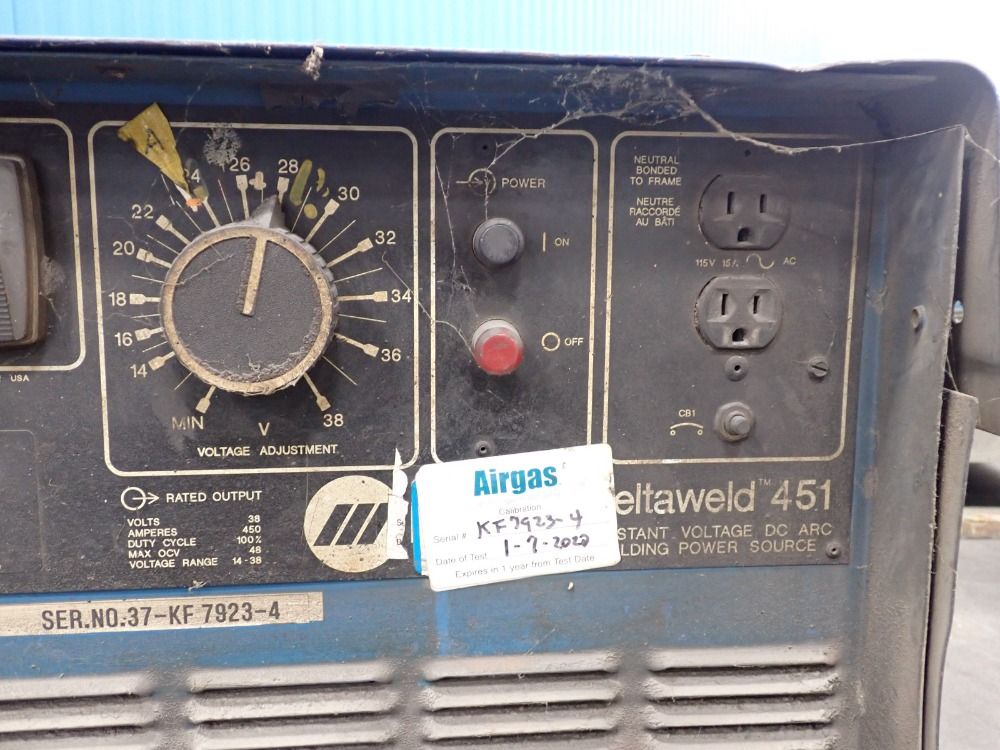 A
MIN
14
16
18
20
22
24
26
28
30
32
34
36
38
V
VOLTAGE ADJUSTMENT
USA
POWER
ON
OFF
NEUTRAL
BONDED
TO FRAME
NEUTRE
RACCORDÉ
AU BÂTI
115V 15A AC
CB1
RATED OUTPUT
VOLTS 38
AMPERES 450
DUTY CYCLE 100%
MAX OCV 48
VOLTAGE RANGE 14-38
Airgas
Calibration
Serial # KF7923-4
Date of Test 1-7-2020
Expires in 1 year from Test Date
eltaweld™ 451
STANT VOLTAGE DC ARC
LDING POWER SOURCE
SER.NO.37-KF 7923-4